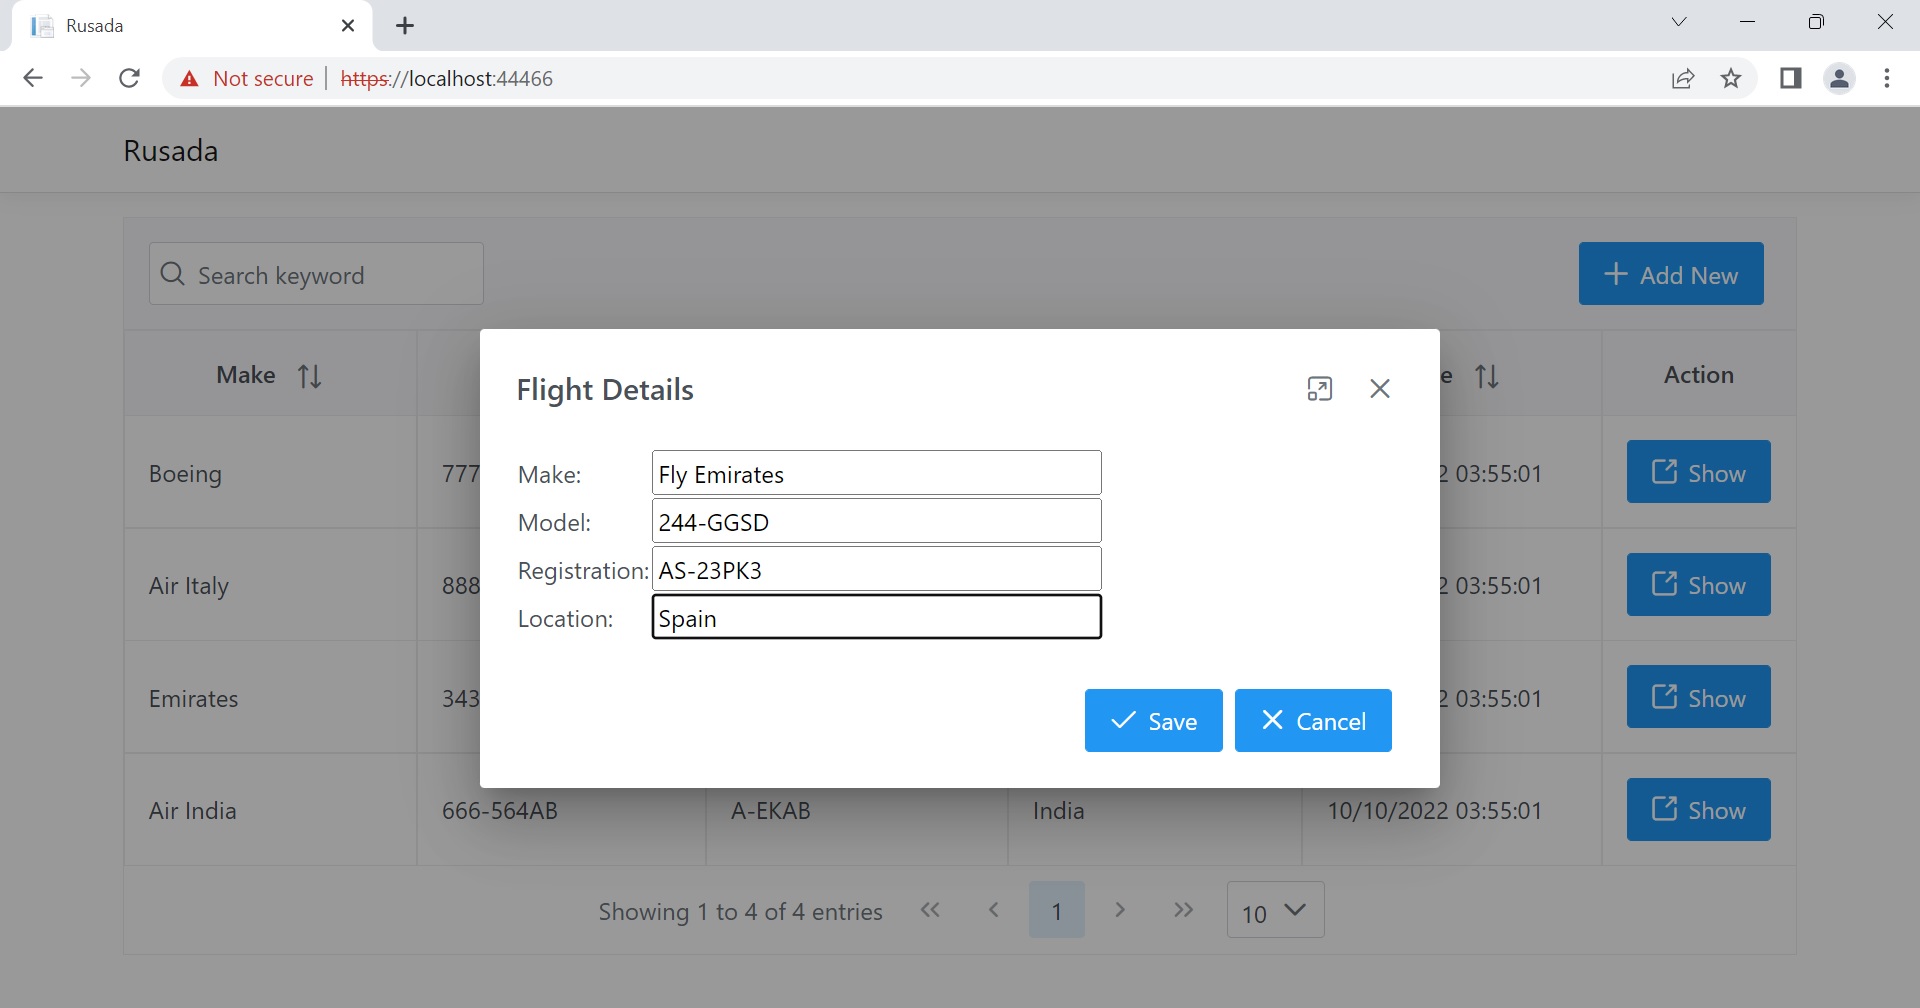 Rusada
Not secure https://localhost:44466
Rusada
Search keyword
Add New
Make
e
Action
Flight Details
Make: Fly Emirates
Model: 244-GGSD
Registration: AS-23PK3
Location: Spain
Save Cancel
Boeing 777 2 03:55:01 Show
Air Italy 888 2 03:55:01 Show
Emirates 343 2 03:55:01 Show
Air India 666-564AB A-EKAB India 10/10/2022 03:55:01 Show
Showing 1 to 4 of 4 entries << < 1 > >> 10